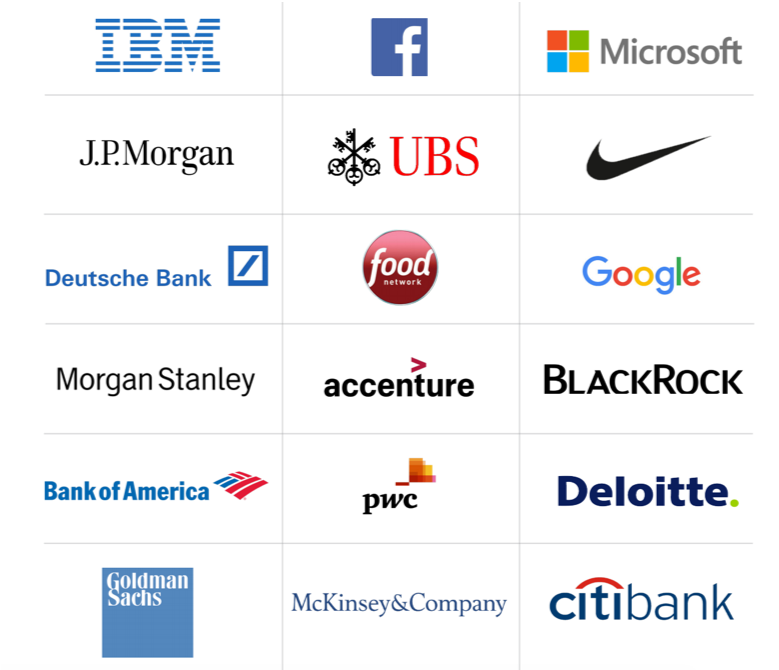 IBM
f
Microsoft
J.P.Morgan
UBS
Deutsche Bank
food
network
Google
Morgan Stanley
accenture
BLACKROCK
Bank of America
pwc
Deloitte.
Goldman
Sachs
McKinsey&Company
citibank